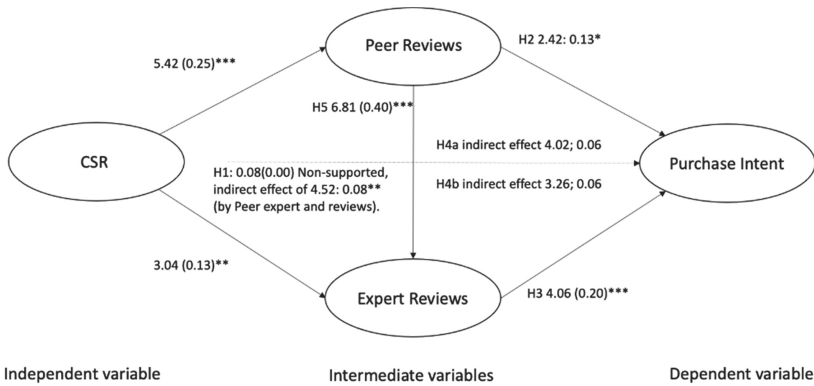 Peer Reviews
H2 2.42: 0.13*
5.42 (0.25)***
H5 6.81 (0.40)***
H4a indirect effect 4.02; 0.06
CSR
Purchase Intent
H1: 0.08(0.00) Non-supported,
indirect effect of 4.52: 0.08**
(by Peer expert and reviews).
H4b indirect effect 3.26; 0.06
3.04 (0.13)**
Expert Reviews
H3 4.06 (0.20)***
Independent variable
Intermediate variables
Dependent variable